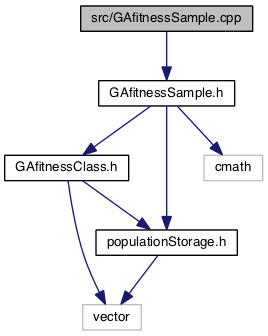 src/GAfitnessSample.cpp
GAfitnessSample.h
GAfitnessClass.h
cmath
populationStorage.h
vector